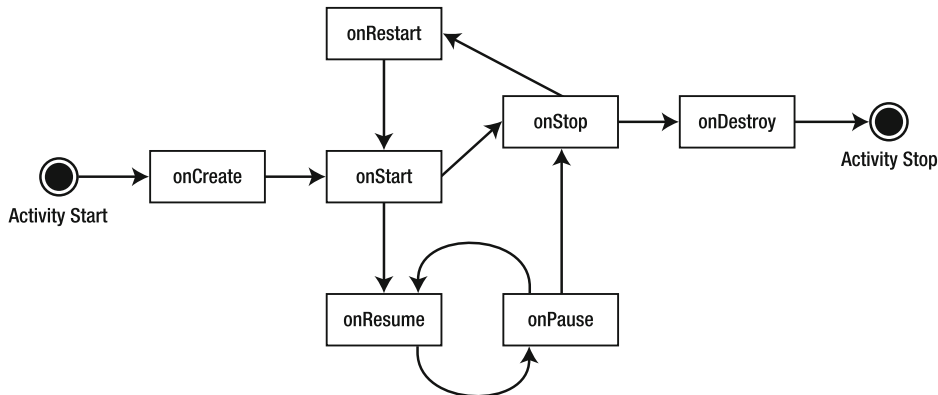 onRestart
onStop
onDestroy
Activity Stop
onCreate
onStart
Activity Start
onResume
onPause